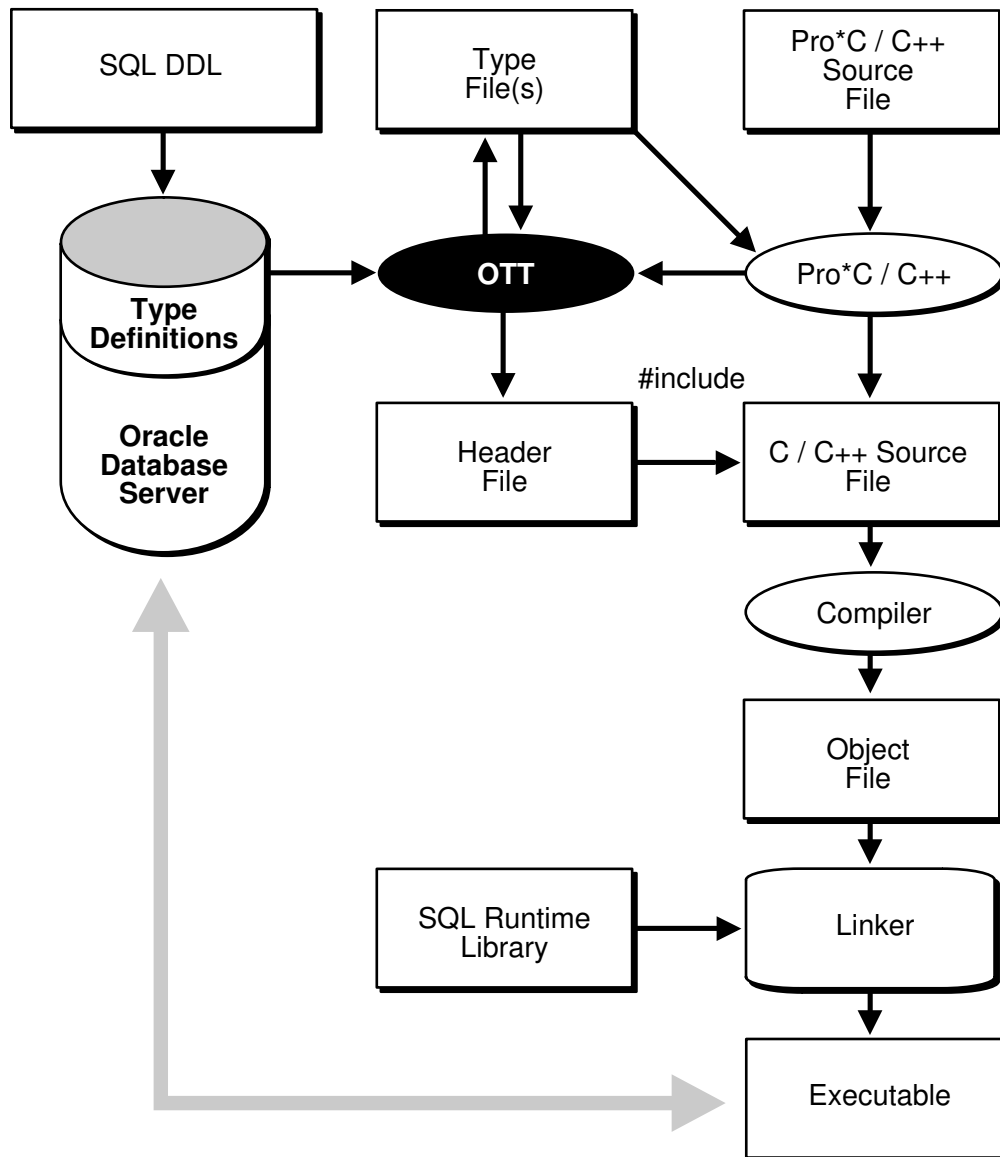 SQL DDL
Type
File(s)
Pro*C / C++
Source
File
Type
Definitions
OTT
Pro*C / C++
#include
Oracle
Database
Server
Header
File
C / C++ Source
File
Compiler
Object
File
SQL Runtime
Library
Linker
Executable